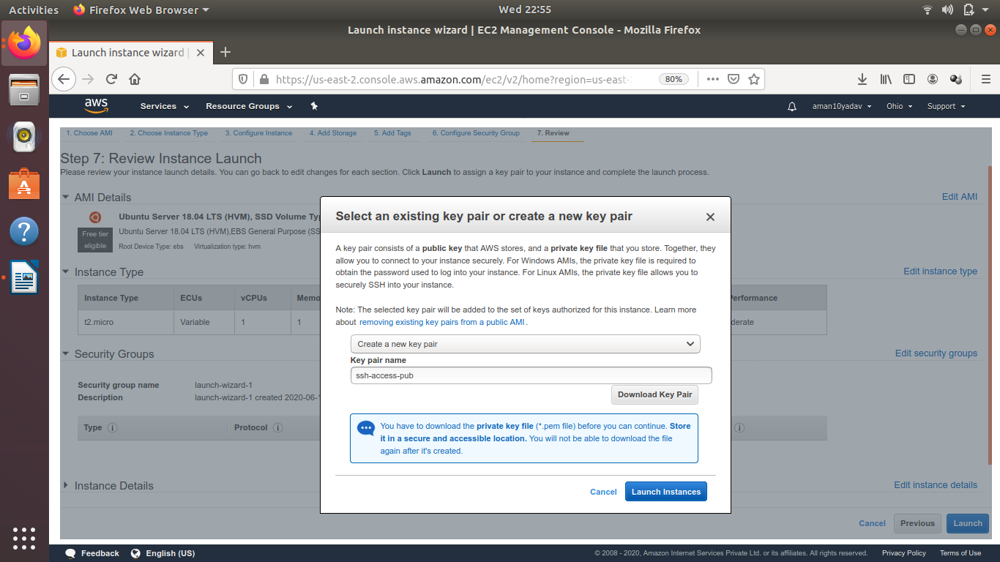 Activities
Firefox Web Browser
Wed 22:55
Launch instance wizard | EC2 Management Console - Mozilla Firefox
Launch instance wizard |
https://us-east-2.console.aws.amazon.com/ec2/v2/home?region=us-east-
80%
aws
Services
Resource Groups
aman10yadav
Ohio
Support
1. Choose AMI
2. Choose Instance Type
3. Configure Instance
4. Add Storage
5. Add Tags
6. Configure Security Group
7. Review
Step 7: Review Instance Launch
Please review your instance launch details. You can go back to edit changes for each section. Click Launch to assign a key pair to your instance and complete the launch process.
AMI Details
Edit AMI
Ubuntu Server 18.04 LTS (HVM), SSD Volume Typ
Free tier
eligible
Ubuntu Server 18.04 LTS (HVM),EBS General Purpose (SS
Root Device Type: ebs
Virtualization type: hvm
Instance Type
Edit instance type
Instance Type
ECUs
vCPUs
Memo
Performance
t2.micro
Variable
1
1
derate
Security Groups
Edit security groups
Security group name
launch-wizard-1
Description
launch-wizard-1 created 2020-06-1
Type
Protocol
Instance Details
Edit instance details
Cancel
Previous
Launch
Select an existing key pair or create a new key pair
A key pair consists of a public key that AWS stores, and a private key file that you store. Together, they
allow you to connect to your instance securely. For Windows AMIs, the private key file is required to
obtain the password used to log into your instance. For Linux AMIs, the private key file allows you to
securely SSH into your instance.
Note: The selected key pair will be added to the set of keys authorized for this instance. Learn more
about removing existing key pairs from a public AMI .
Create a new key pair
Key pair name
ssh-access-pub
Download Key Pair
You have to download the private key file (*.pem file) before you can continue. Store
it in a secure and accessible location. You will not be able to download the file
again after it's created.
Cancel
Launch Instances
Feedback
English (US)
© 2008 - 2020, Amazon Internet Services Private Ltd. or its affiliates. All rights reserved.
Privacy Policy
Terms of Use